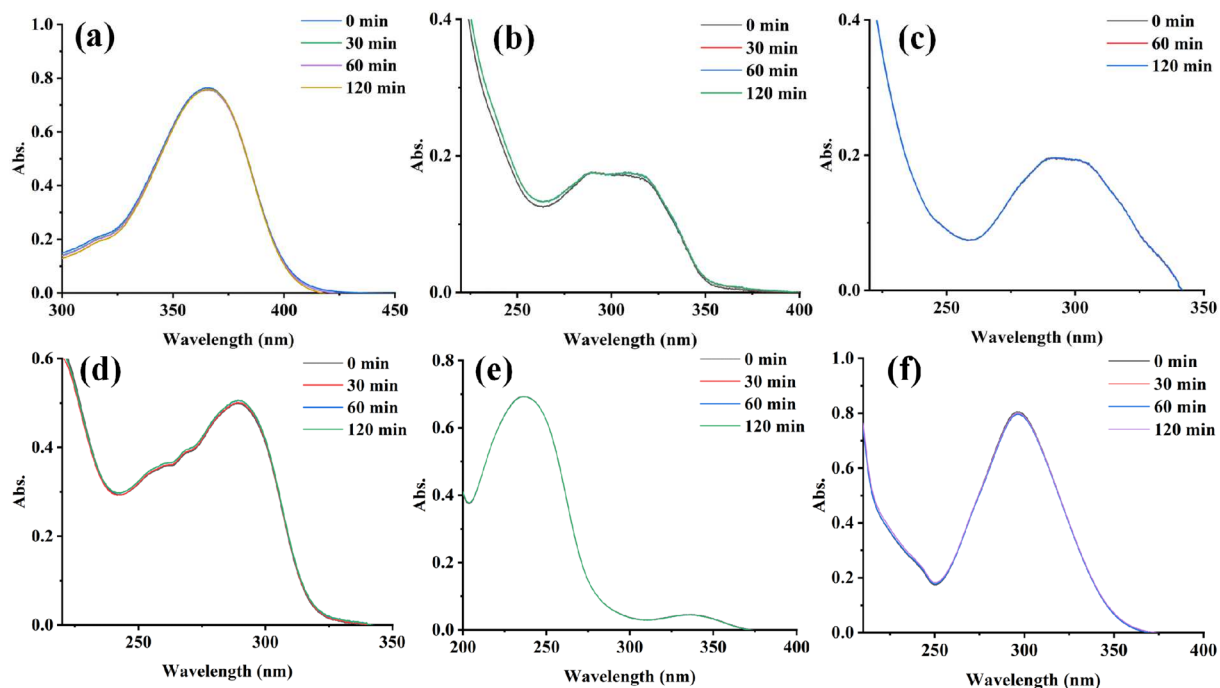 (a)
0 min
30 min
60 min
120 min
1.0
0.8
0.6
0.4
0.2
0.0
Abs.
300 350 400 450
Wavelength (nm)
(b)
0 min
30 min
60 min
120 min
0.4
0.2
0.0
Abs.
250 300 350 400
Wavelength (nm)
(c)
0 min
60 min
120 min
0.4
0.2
0.0
Abs.
250 300 350
Wavelength (nm)
(d)
0 min
30 min
60 min
120 min
0.6
0.4
0.2
0.0
Abs.
250 300 350
Wavelength (nm)
(e)
0 min
30 min
60 min
120 min
0.8
0.6
0.4
0.2
0.0
Abs.
200 250 300 350 400
Wavelength (nm)
(f)
0 min
30 min
60 min
120 min
1.0
0.8
0.6
0.4
0.2
0.0
Abs.
250 300 350 400
Wavelength (nm)